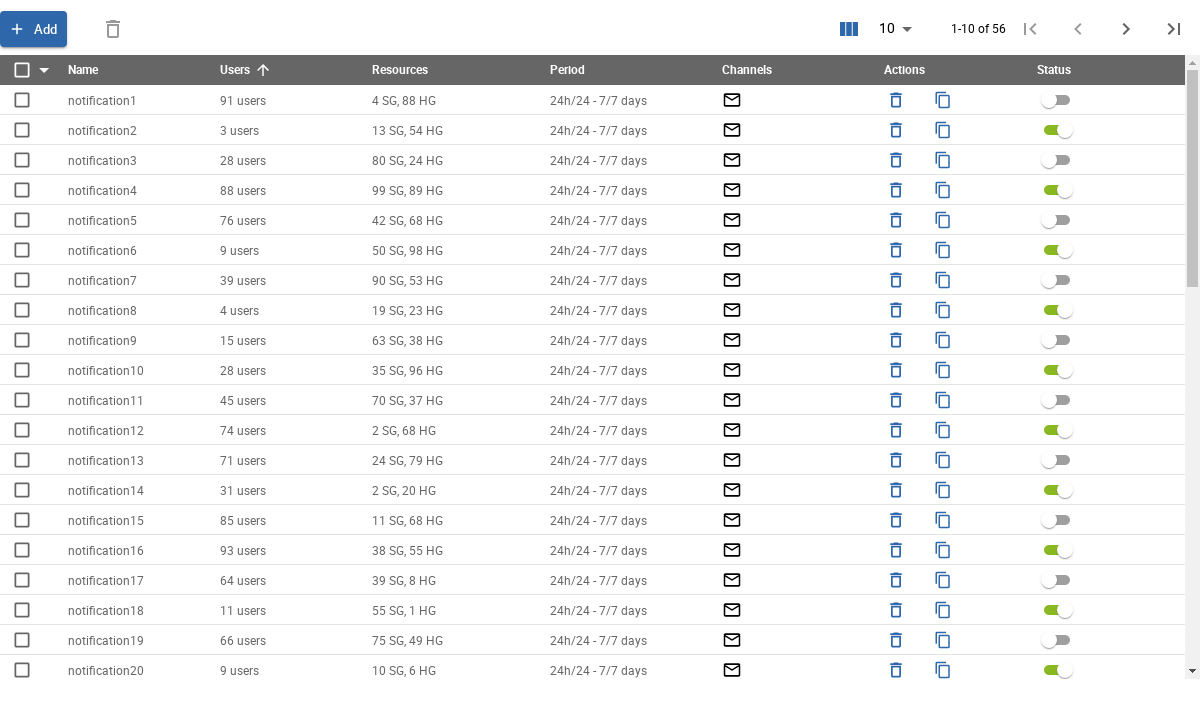 Add 10 1-10 of 56
Name Users Resources Period Channels Actions Status
notification1 91 users 4 SG, 88 HG 24h/24 - 7/7 days
notification2 3 users 13 SG, 54 HG 24h/24 - 7/7 days
notification3 28 users 80 SG, 24 HG 24h/24 - 7/7 days
notification4 88 users 99 SG, 89 HG 24h/24 - 7/7 days
notification5 76 users 42 SG, 68 HG 24h/24 - 7/7 days
notification6 9 users 50 SG, 98 HG 24h/24 - 7/7 days
notification7 39 users 90 SG, 53 HG 24h/24 - 7/7 days
notification8 4 users 19 SG, 23 HG 24h/24 - 7/7 days
notification9 15 users 63 SG, 38 HG 24h/24 - 7/7 days
notification10 28 users 35 SG, 96 HG 24h/24 - 7/7 days
notification11 45 users 70 SG, 37 HG 24h/24 - 7/7 days
notification12 74 users 2 SG, 68 HG 24h/24 - 7/7 days
notification13 71 users 24 SG, 79 HG 24h/24 - 7/7 days
notification14 31 users 2 SG, 20 HG 24h/24 - 7/7 days
notification15 85 users 11 SG, 68 HG 24h/24 - 7/7 days
notification16 93 users 38 SG, 55 HG 24h/24 - 7/7 days
notification17 64 users 39 SG, 8 HG 24h/24 - 7/7 days
notification18 11 users 55 SG, 1 HG 24h/24 - 7/7 days
notification19 66 users 75 SG, 49 HG 24h/24 - 7/7 days
notification20 9 users 10 SG, 6 HG 24h/24 - 7/7 days